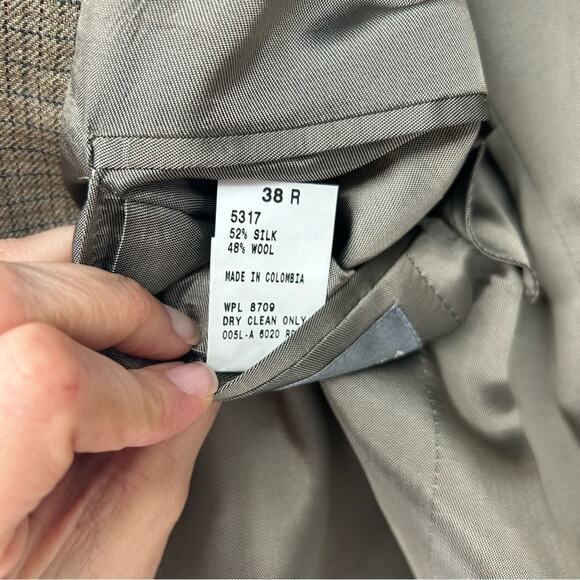 38 R
5317
52% SILK
48% WOOL
MADE IN COLOMBIA
WPL 8709
DRY CLEAN ONLY
005L-A 6020